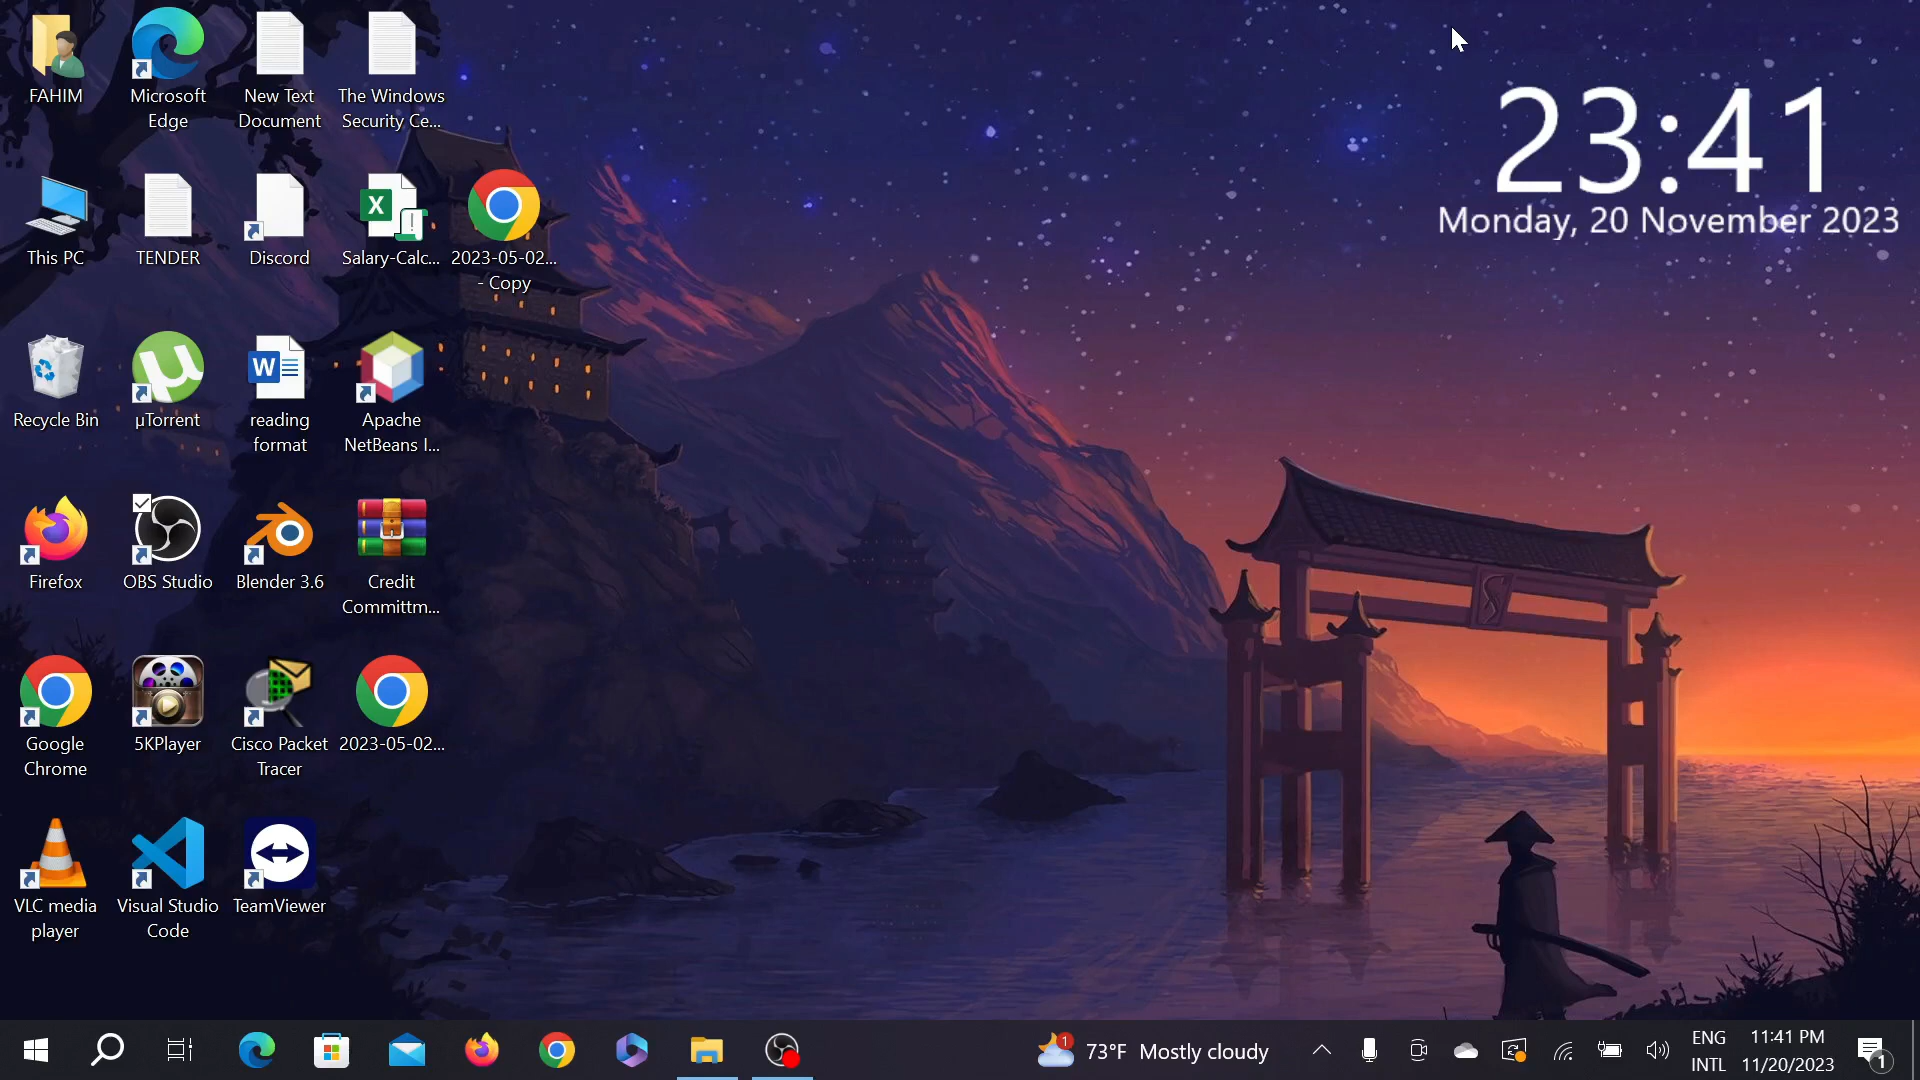 FAHIM
Microsoft
Edge
New Text
Document
The Windows
Security Ce...
23:41
Monday, 20 November 2023
This PC
TENDER
Discord
Salary-Calc...
2023-05-02...
- Copy
Recycle Bin
µTorrent
reading
format
Apache
NetBeans I...
Firefox
OBS Studio
Blender 3.6
Credit
Committm...
Google
Chrome
5KPlayer
Cisco Packet
Tracer
2023-05-02...
VLC media
player
Visual Studio
Code
TeamViewer
1
73°F Mostly cloudy
ENG
INTL
11:41 PM
11/20/2023
1